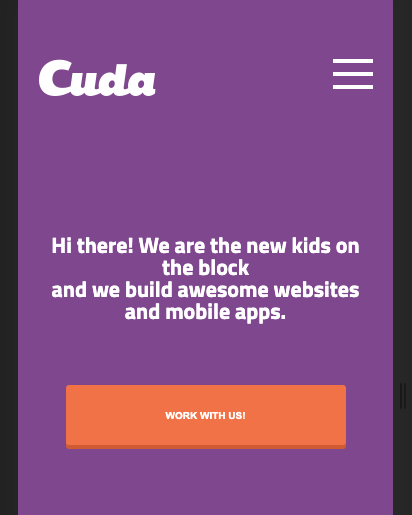 Cuda
Hi there! We are the new kids on
the block
and we build awesome websites
and mobile apps.
WORK WITH US!